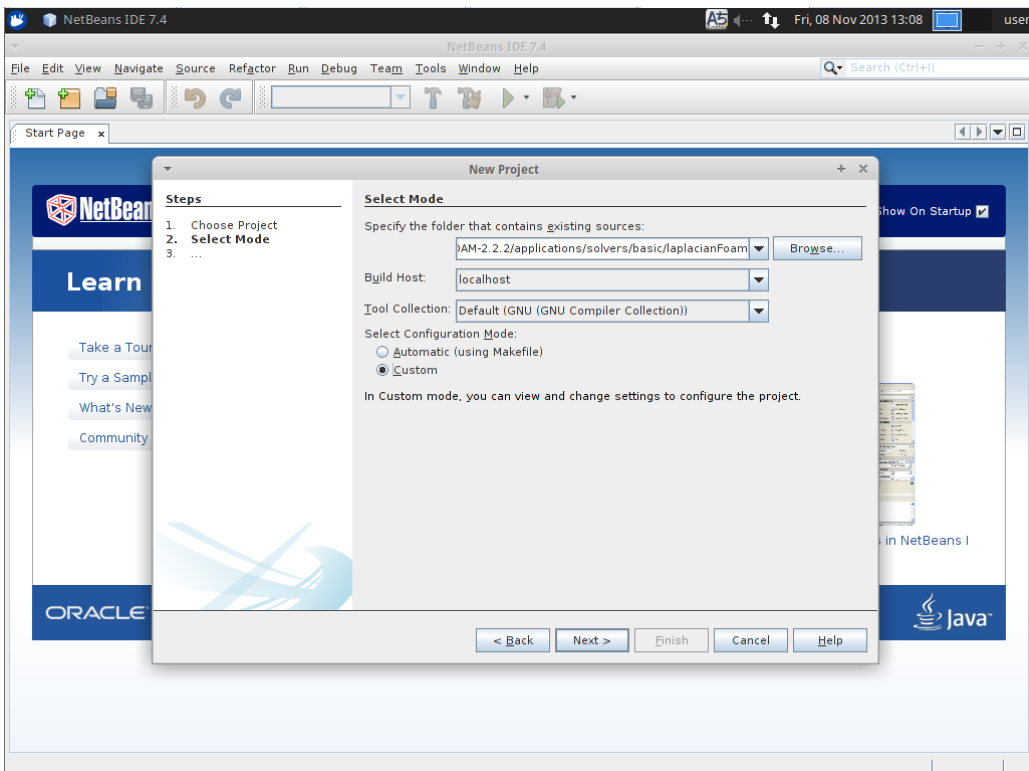 NetBeans IDE 7.4
Fri, 08 Nov 2013 13:08
user
NetBeans IDE 7.4
File Edit View Navigate Source Refactor Run Debug Team Tools Window Help
Search (Ctrl+I)
Start Page x
New Project
NetBean
Show On Startup
Learn
Take a Tour
Try a Sampl
What's New
Community
Steps
1. Choose Project
2. Select Mode
3. ...
Select Mode
Specify the folder that contains existing sources:
OAM-2.2.2/applications/solvers/basic/laplacianFoam
Browse...
Build Host: localhost
Tool Collection: Default (GNU (GNU Compiler Collection))
Select Configuration Mode:
Automatic (using Makefile)
Custom
In Custom mode, you can view and change settings to configure the project.
s in NetBeans I
ORACLE
Java
< Back Next > Finish Cancel Help